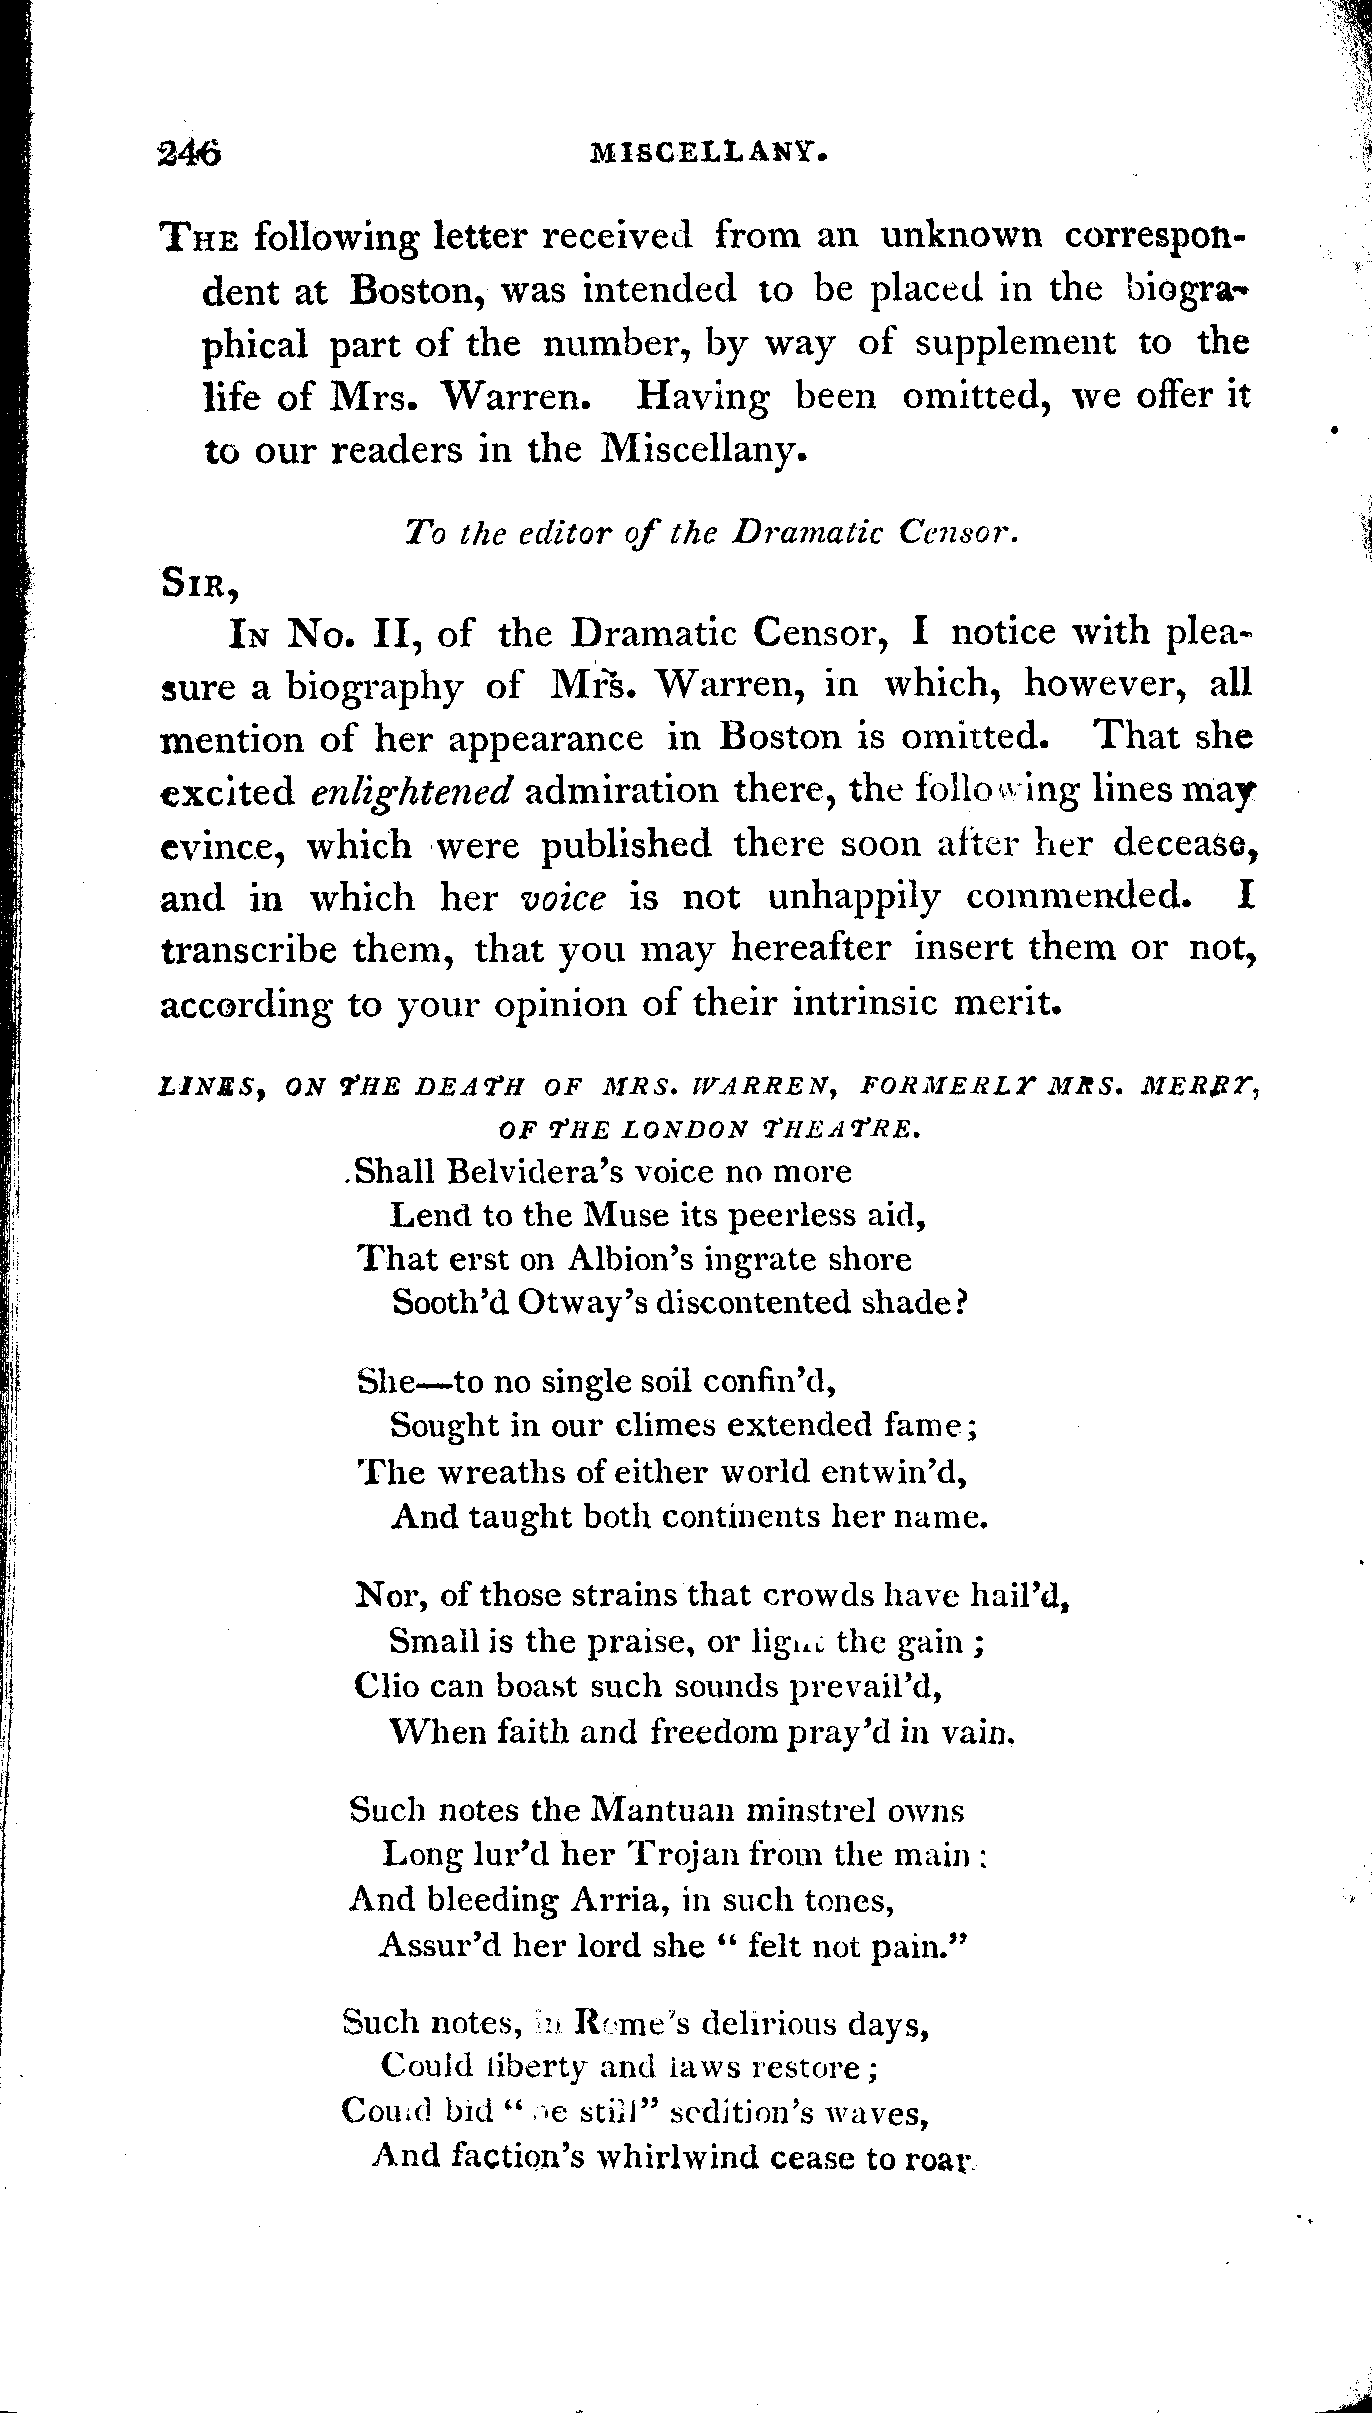 246 MISCELLANY.
THE following letter received from an unknown correspon-
dent at Boston, was intended to be placed in the biogra-
phical part of the number, by way of supplement to the
life of Mrs. Warren. Having been omitted, we offer it
to our readers in the Miscellany.
To the editor of the Dramatic Censor.
SIR,
IN No. II, of the Dramatic Censor, I notice with plea-
sure a biography of Mrs. Warren, in which, however, all
mention of her appearance in Boston is omitted. That she
excited enlightened admiration there, the following lines may
evince, which were published there soon after her decease,
and in which her voice is not unhappily commended. I
transcribe them, that you may hereafter insert them or not,
according to your opinion of their intrinsic merit.
LINES, ON THE DEATH OF MRS. WARREN, FORMERLY MRS. MERRY,
OF THE LONDON THEATRE.
Shall Belvidera's voice no more
Lend to the Muse its peerless aid,
That erst on Albion's ingrate shore
Sooth'd Otway's discontented shade?
She—to no single soil confin'd,
Sought in our climes extended fame;
The wreaths of either world entwin'd,
And taught both continents her name.
Nor, of those strains that crowds have hail'd,
Small is the praise, or light the gain;
Clio can boast such sounds prevail'd,
When faith and freedom pray'd in vain.
Such notes the Mantuan minstrel owns
Long lur'd her Trojan from the main:
And bleeding Arria, in such tones,
Assur'd her lord she " felt not pain."
Such notes, in Rome's delirious days,
Could liberty and laws restore;
Could bid " be still" sedition's waves,
And faction's whirlwind cease to roar.